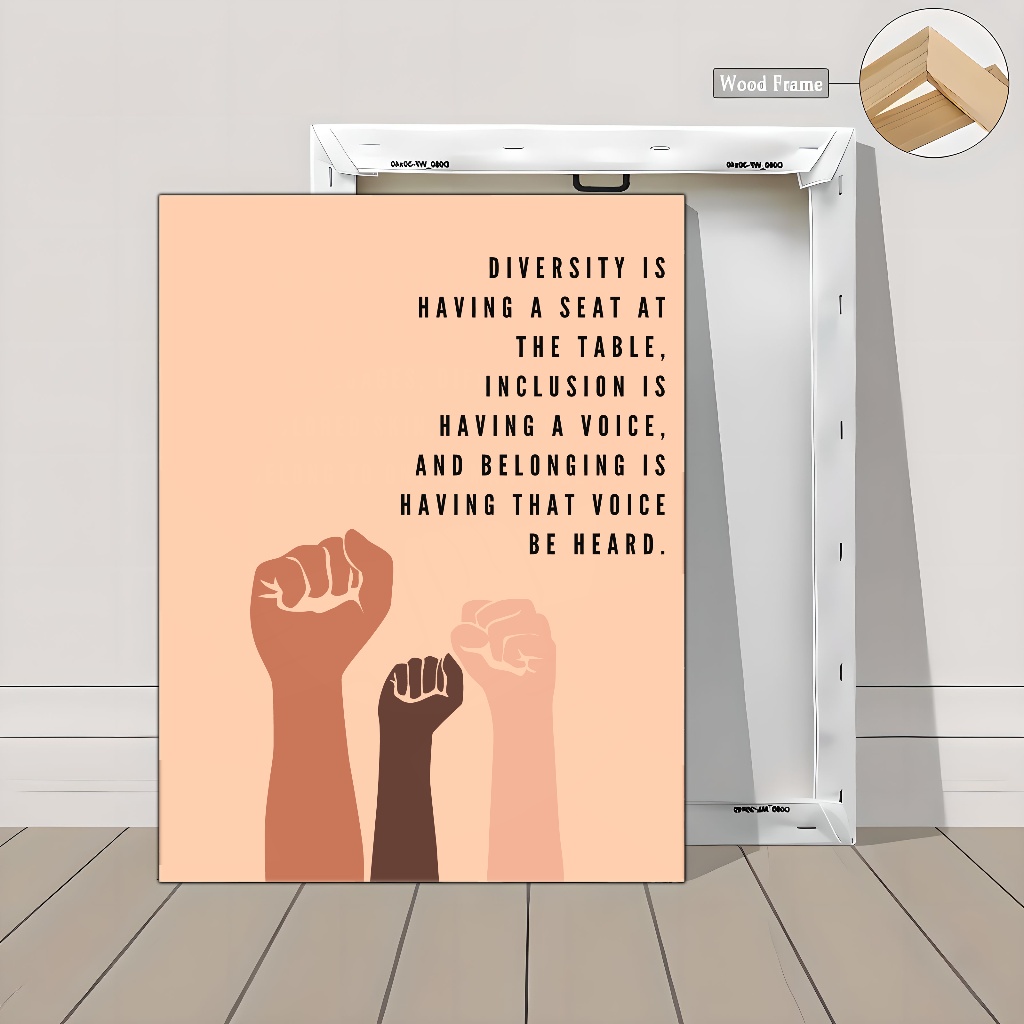 Wood Frame
DIVERSITY IS
HAVING A SEAT AT
THE TABLE,
INCLUSION IS
HAVING A VOICE,
AND BELONGING IS
HAVING THAT VOICE
BE HEARD.